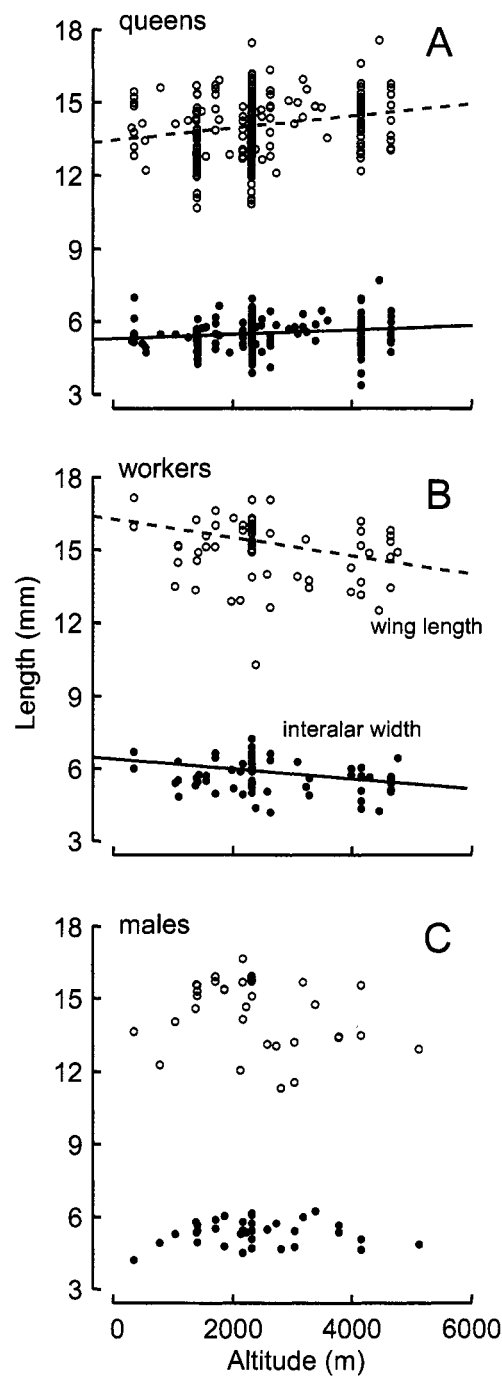 queens
A
18
15
12
9
6
3
workers
B
18
15
12
9
6
3
wing length
interalar width
Length (mm)
males
C
18
15
12
9
6
3
0 2000 4000 6000
Altitude (m)